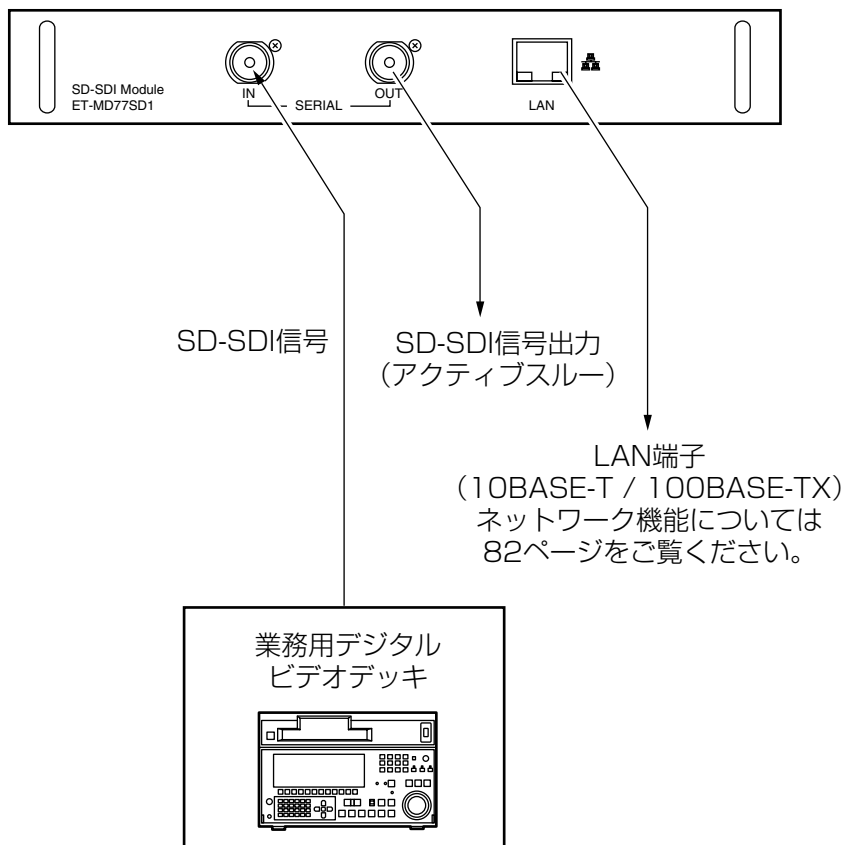 SD-SDI Module
ET-MD77SD1
IN
SERIAL
OUT
LAN
SD-SDI信号
SD-SDI信号出力
（アクティブスルー）
LAN端子
（10BASE-T / 100BASE-TX）
ネットワーク機能については
82ページをご覧ください。
業務用デジタル
ビデオデッキ